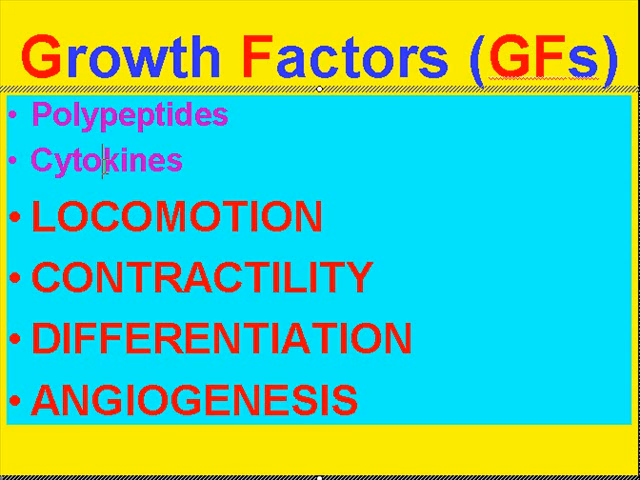 Growth Factors (GFs)
• Polypeptides
• Cytokines
• LOCOMOTION
• CONTRACTILITY
• DIFFERENTIATION
• ANGIOGENESIS